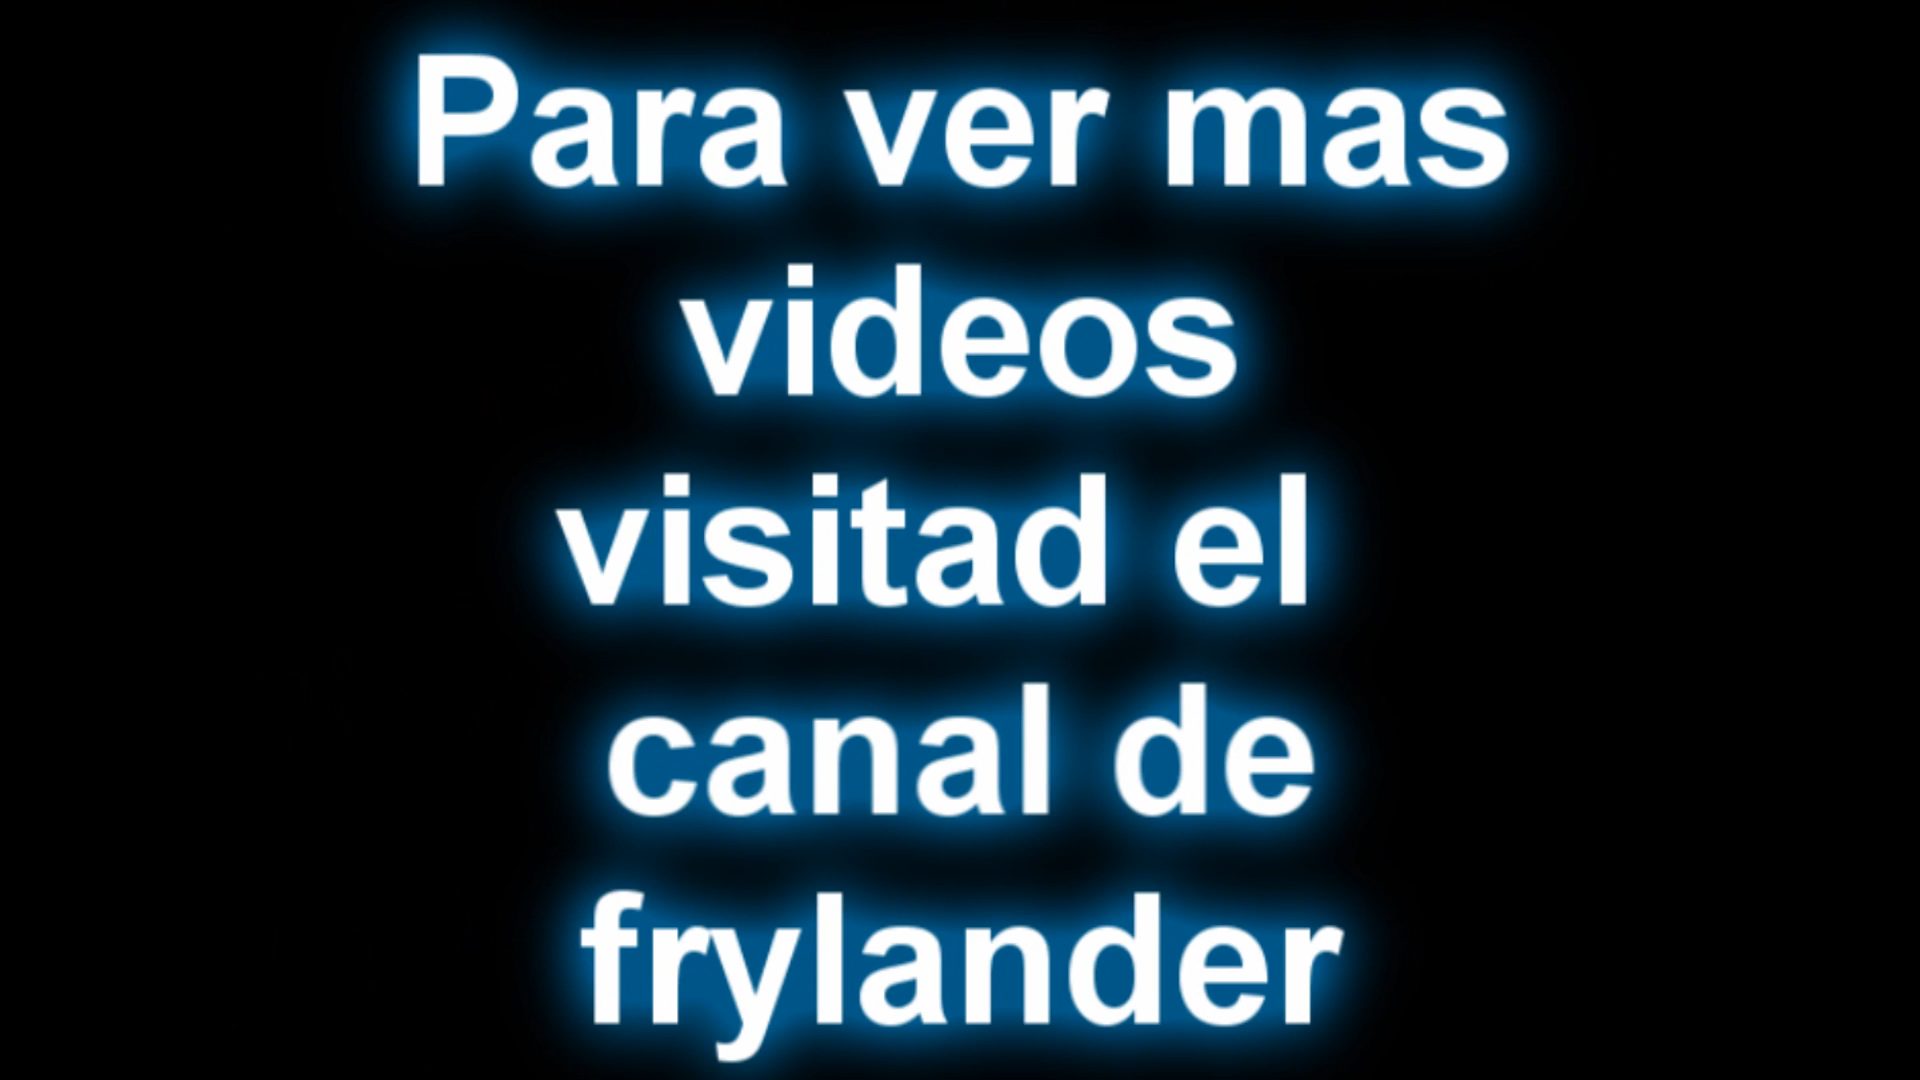 Para ver mas
videos
visitad el
canal de
frylander